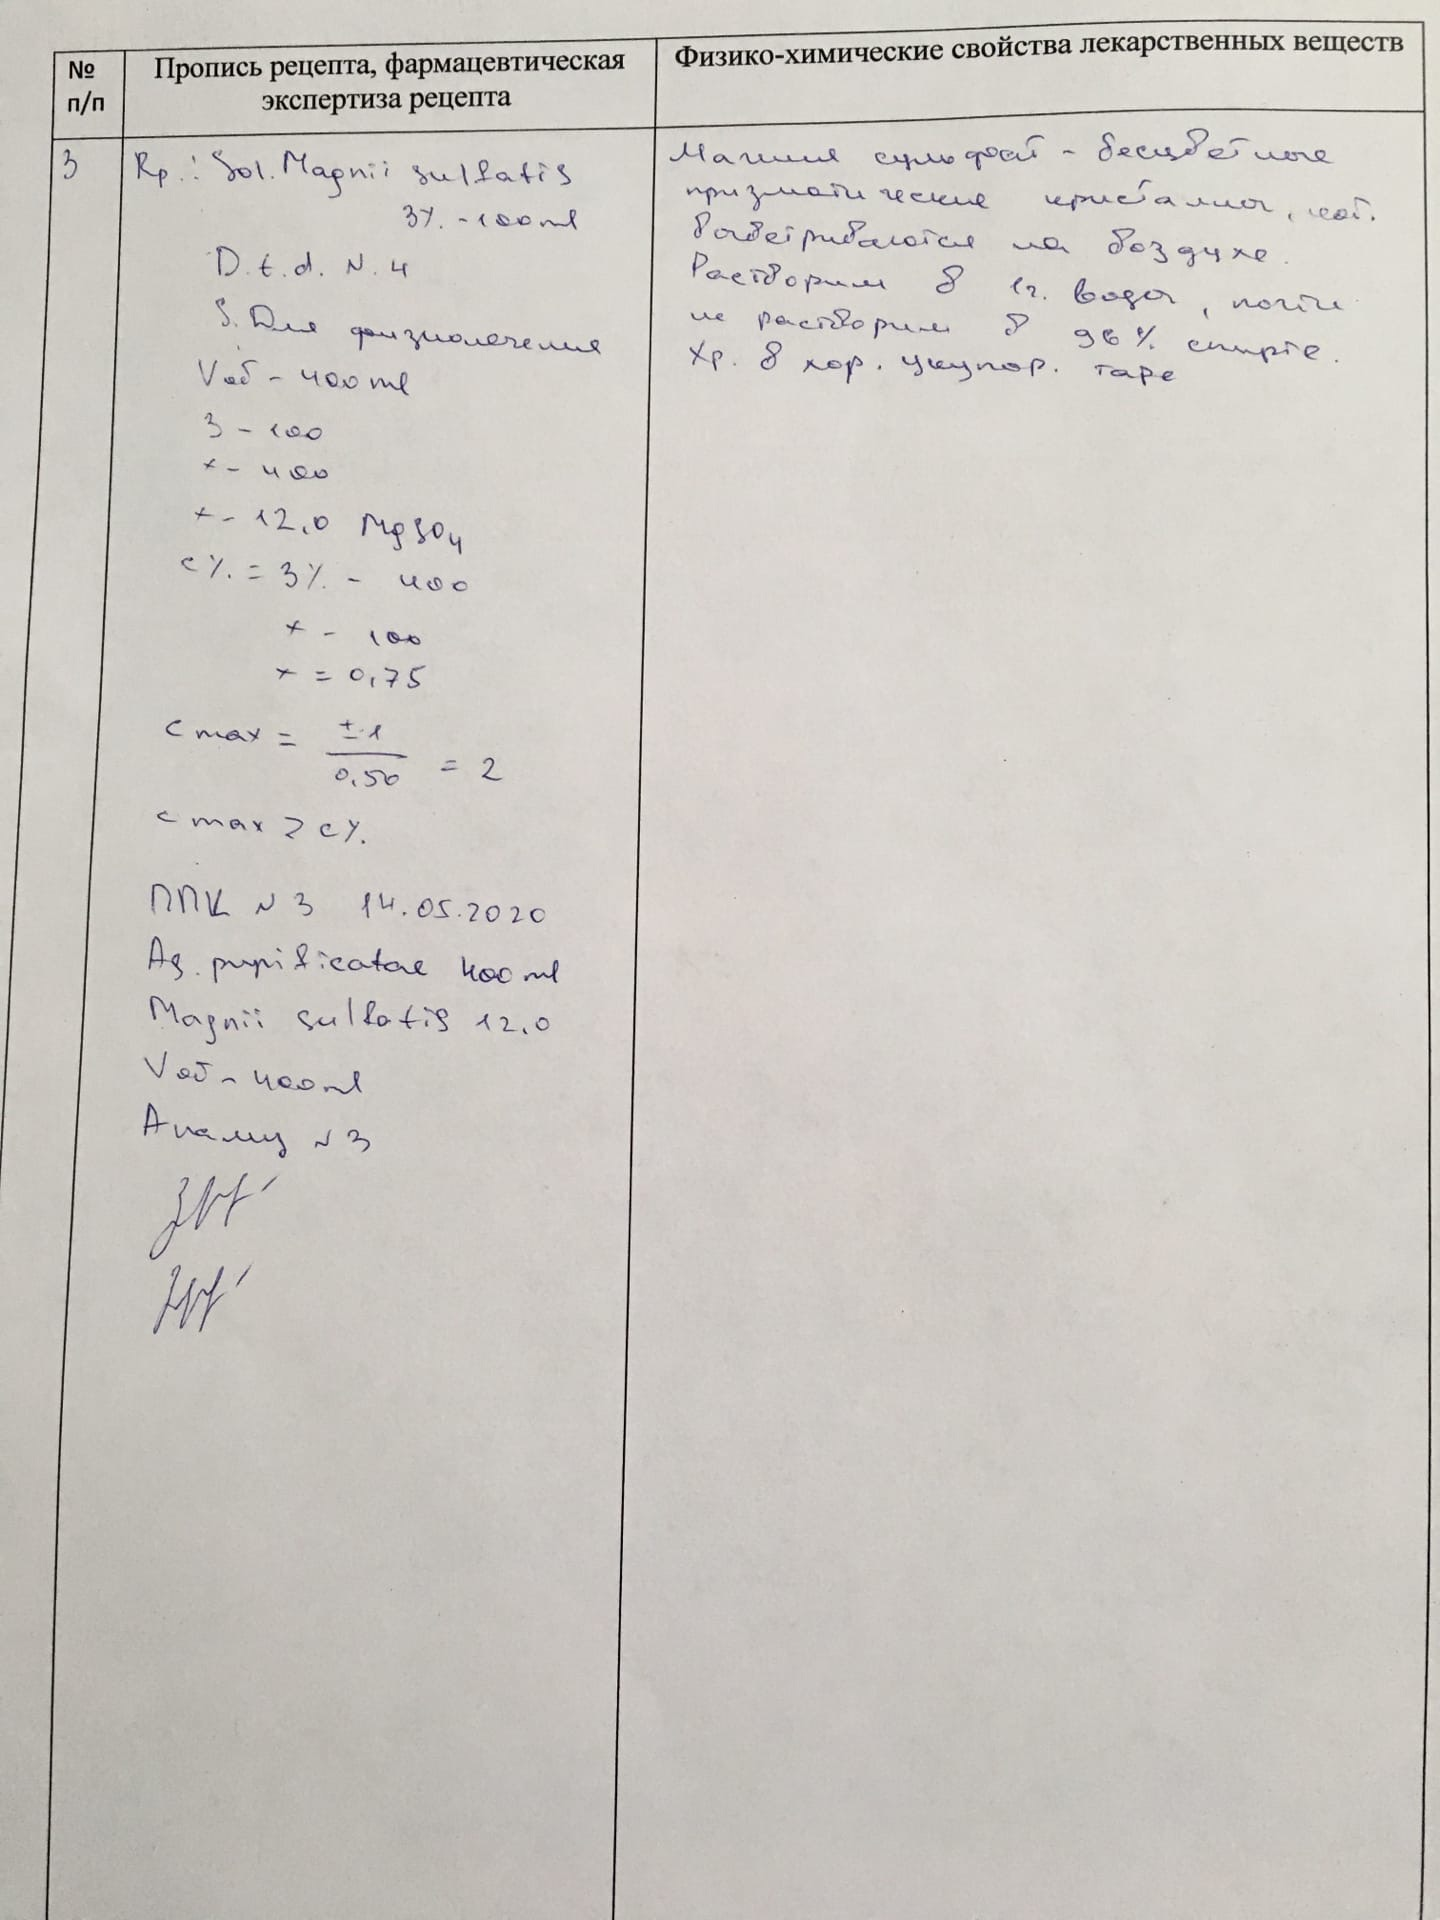 № п/п
Пропись рецепта, фармацевтическая
экспертиза рецепта
Физико-химические свойства лекарственных веществ
3
Rp.: Sol. Magnii sulfatis
3% - 100 ml
D.t.d. N. 4
S. Для физиолечения
Vоб - 400 ml
3 - 100
x - 400
x - 12,0 MgSO4
c% = 3% - 400
x - 100
x = 0,75
c max = ±1 / 0,50 = 2
c max > c%
ППК N 3 14.05.2020
Aq. purificatae 400 ml
Magnii sulfatis 12,0
Vоб - 400 ml
Анализ N 3
Магния сульфат - бесцветные
призматические кристаллы, кот.
выветриваются на воздухе.
Растворим в 1ч. воды, почти
не растворим в 96% спирте.
Хр. в хор. укупор. таре